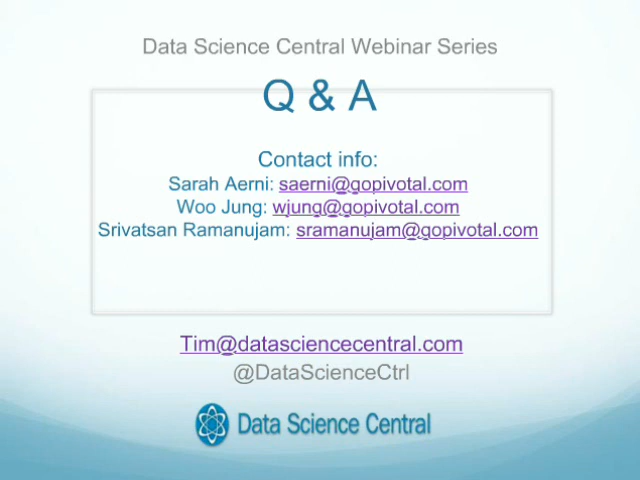 Data Science Central Webinar Series
Q & A
Contact info:
Sarah Aerni: saerni@gopivotal.com
Woo Jung: wjung@gopivotal.com
Srivatsan Ramanujam: sramanujam@gopivotal.com
Tim@datasciencecentral.com
@DataScienceCtrl
Data Science Central